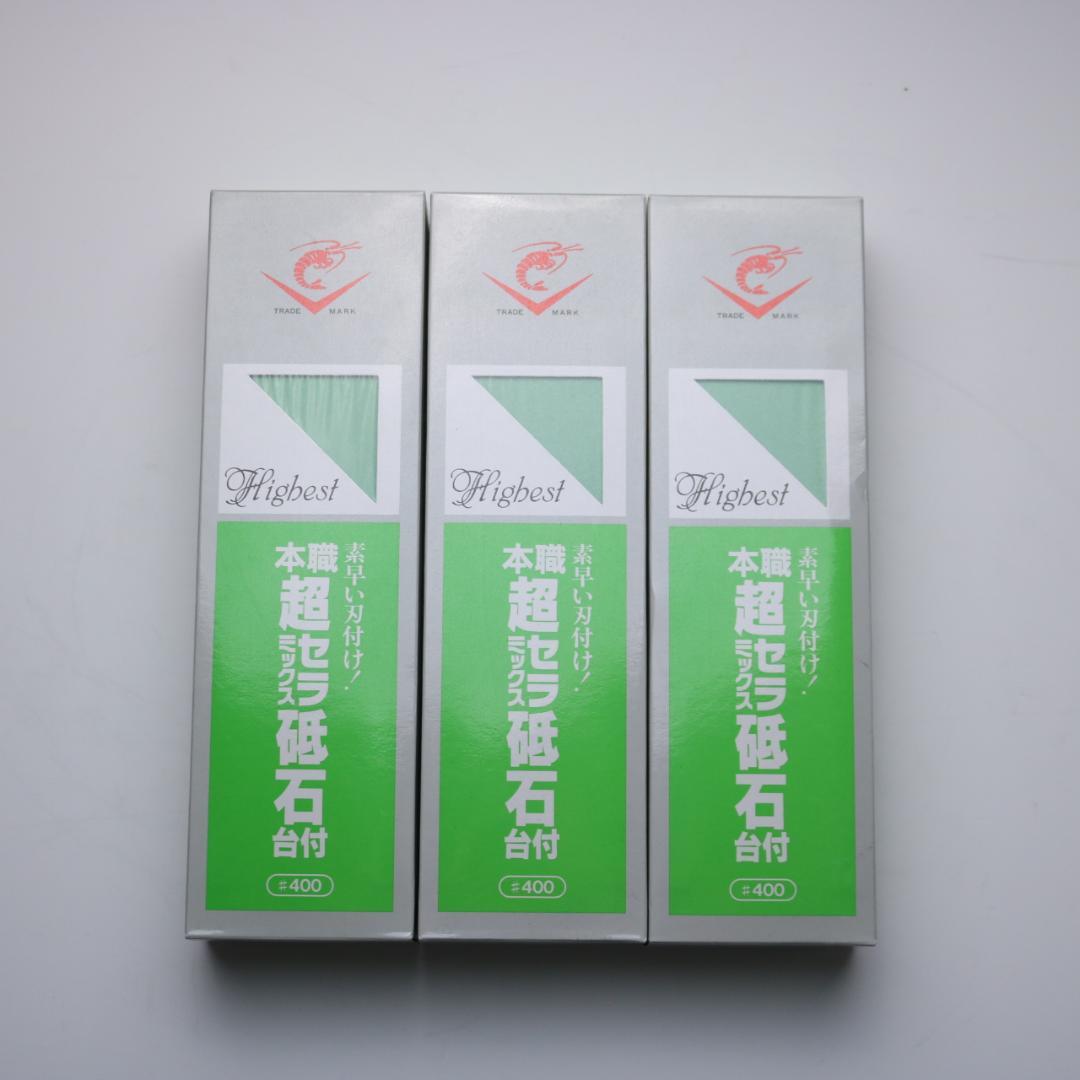 TRADE MARK
Highest
素早い刃付け!
本職
超セラミックス砥石
台付
♯400
TRADE MARK
Highest
素早い刃付け!
本職
超セラミックス砥石
台付
♯400
TRADE MARK
Highest
素早い刃付け!
本職
超セラミックス砥石
台付
♯400